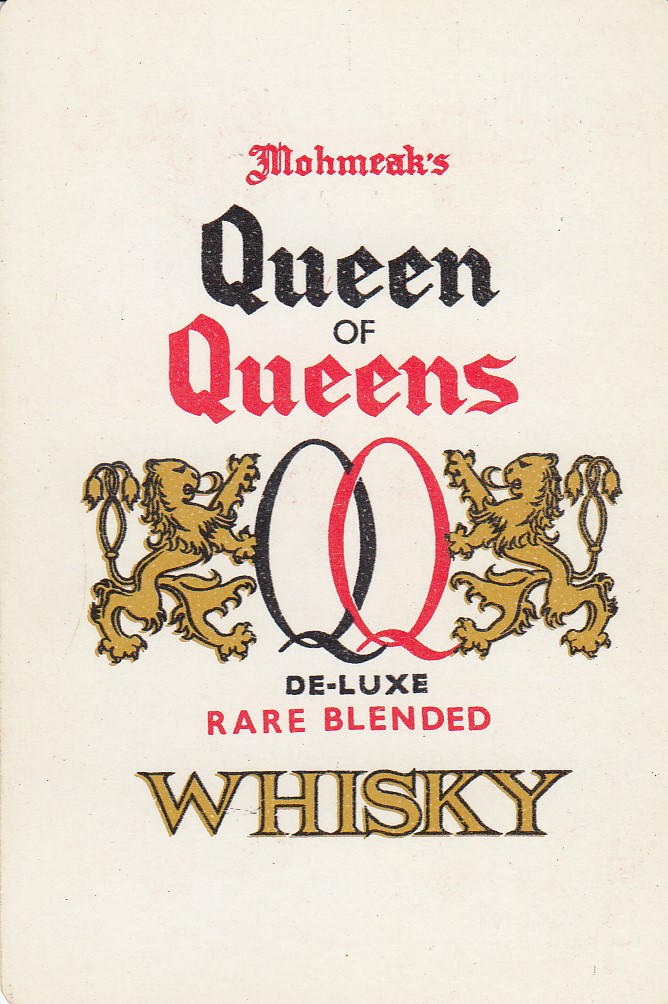 Mohmeak's
Queen
OF
Queens
QQ
DE-LUXE
RARE BLENDED
WHISKY